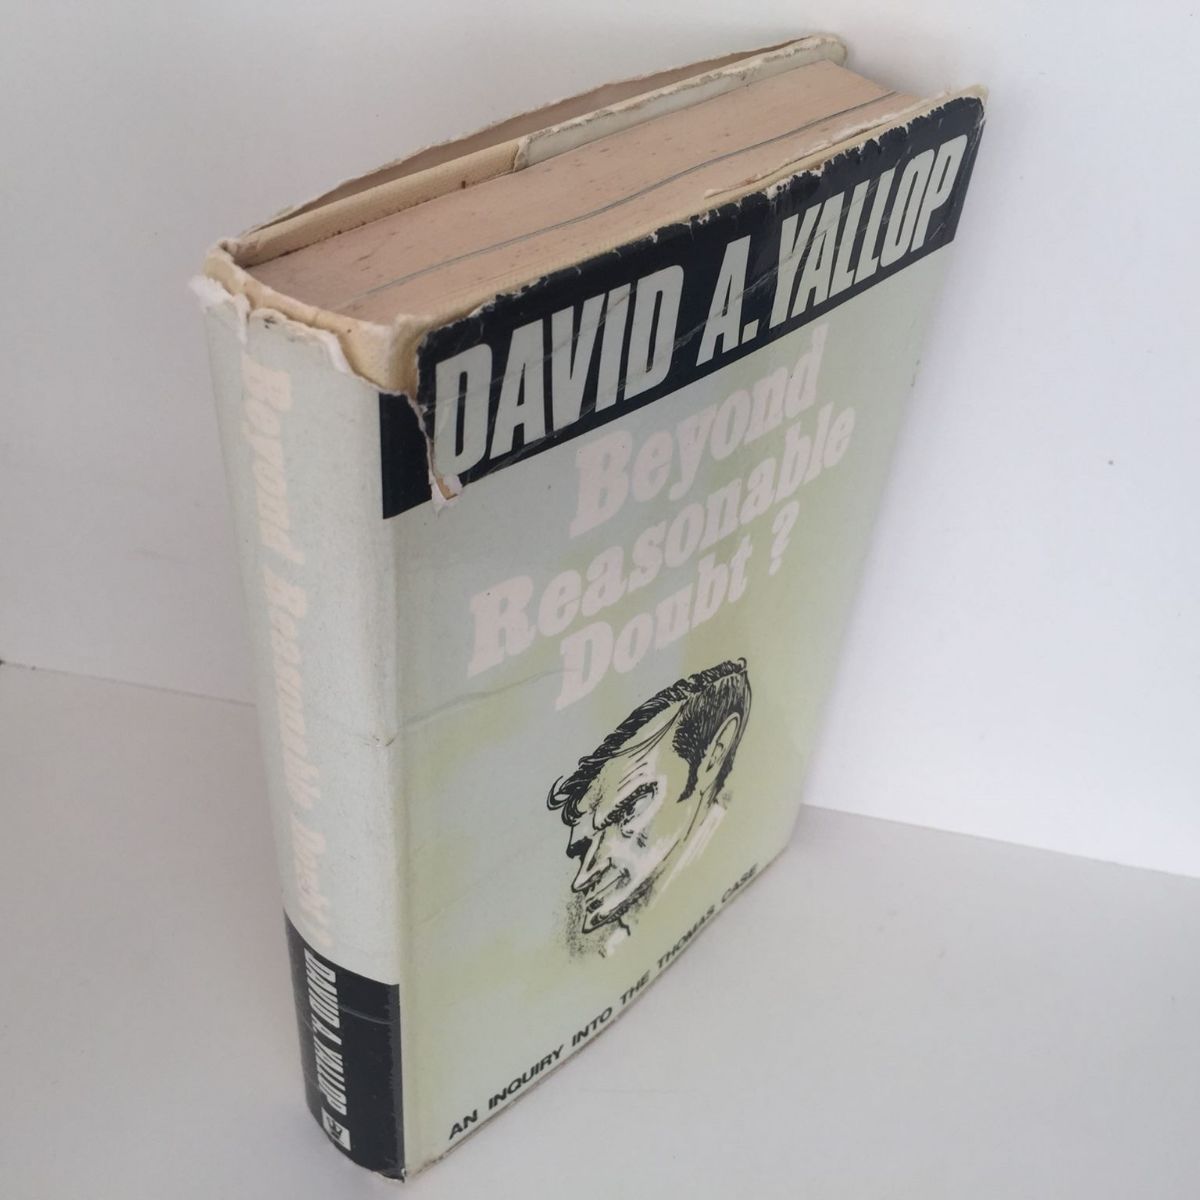 DAVID A. YALLOP
Beyond
Reasonable
Doubt ?
AN INQUIRY INTO THE THOMAS CASE
Beyond Reasonable Doubt ?
DAVID A. YALLOP